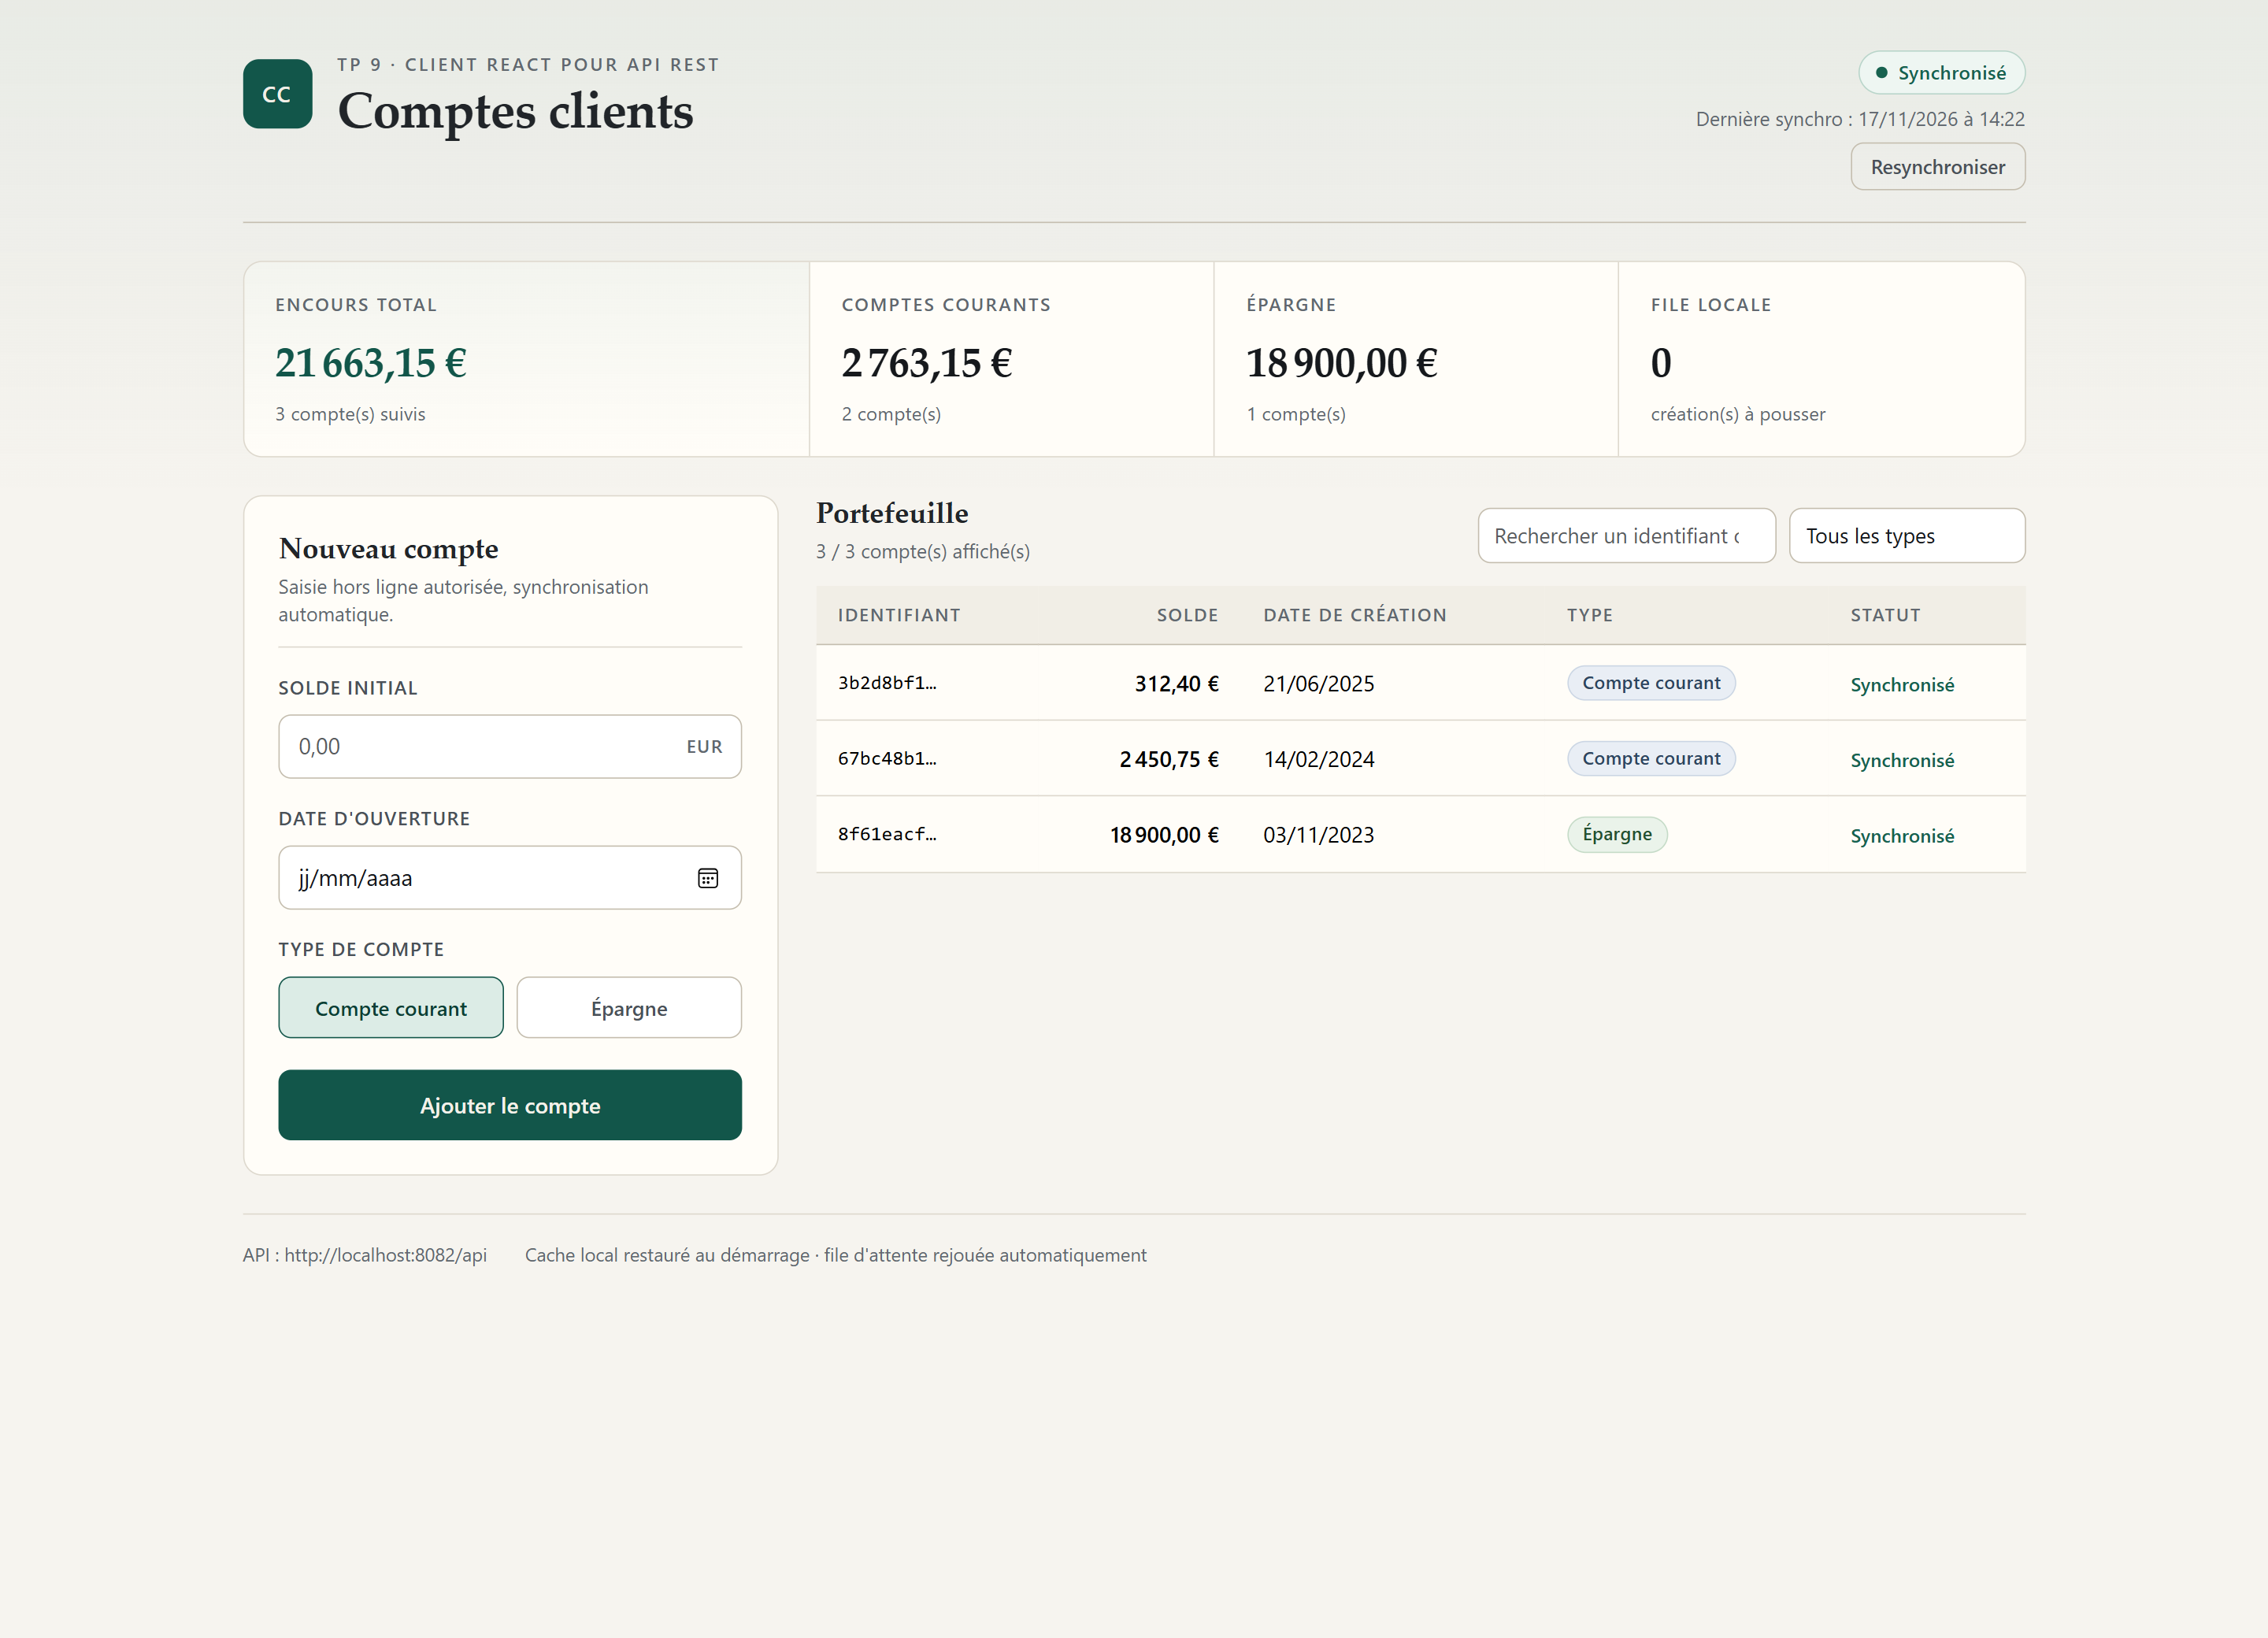 CC
TP 9 · CLIENT REACT POUR API REST
Comptes clients
Synchronisé
Dernière synchro : 17/11/2026 à 14:22
Resynchroniser
ENCOURS TOTAL
21 663,15 €
3 compte(s) suivis
COMPTES COURANTS
2 763,15 €
2 compte(s)
ÉPARGNE
18 900,00 €
1 compte(s)
FILE LOCALE
0
création(s) à pousser
Nouveau compte
Saisie hors ligne autorisée, synchronisation
automatique.
SOLDE INITIAL
0,00 EUR
DATE D'OUVERTURE
jj/mm/aaaa
TYPE DE COMPTE
Compte courant Épargne
Ajouter le compte
Portefeuille
3 / 3 compte(s) affiché(s)
Rechercher un identifiant
Tous les types
IDENTIFIANT SOLDE DATE DE CRÉATION TYPE STATUT
3b2d8bf1… 312,40 € 21/06/2025 Compte courant Synchronisé
67bc48b1… 2 450,75 € 14/02/2024 Compte courant Synchronisé
8f61eacf… 18 900,00 € 03/11/2023 Épargne Synchronisé
API : http://localhost:8082/api Cache local restauré au démarrage · file d'attente rejouée automatiquement